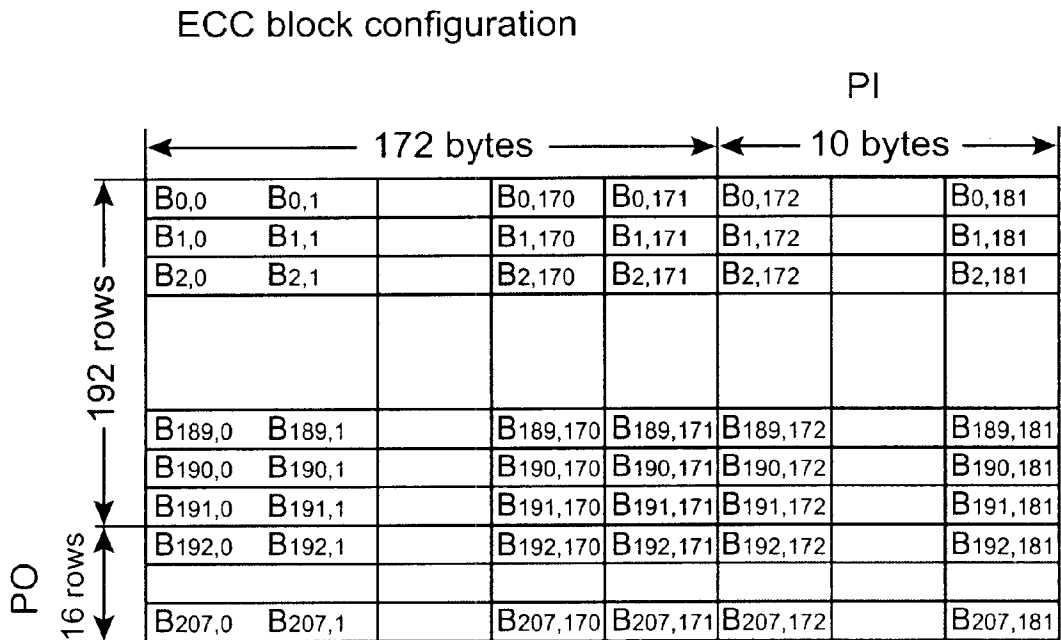 ECC block configuration
PI
172 bytes 10 bytes
B0,0 B0,1 B0,170 B0,171 B0,172 B0,181
B1,0 B1,1 B1,170 B1,171 B1,172 B1,181
B2,0 B2,1 B2,170 B2,171 B2,172 B2,181
192 rows
B189,0 B189,1 B189,170 B189,171 B189,172 B189,181
B190,0 B190,1 B190,170 B190,171 B190,172 B190,181
B191,0 B191,1 B191,170 B191,171 B191,172 B191,181
PO
16 rows
B192,0 B192,1 B192,170 B192,171 B192,172 B192,181
B207,0 B207,1 B207,170 B207,171 B207,172 B207,181